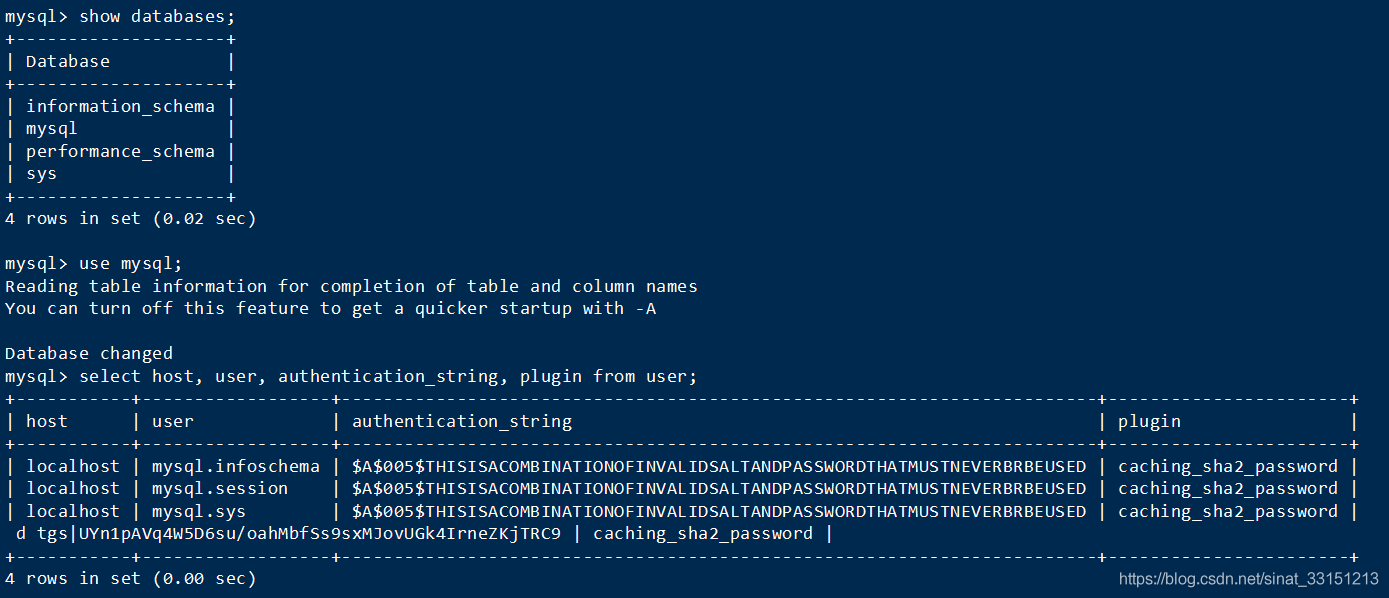 mysql> show databases;
+--------------------+
| Database           |
+--------------------+
| information_schema |
| mysql              |
| performance_schema |
| sys                |
+--------------------+
4 rows in set (0.02 sec)
mysql> use mysql;
Reading table information for completion of table and column names
You can turn off this feature to get a quicker startup with -A
Database changed
mysql> select host, user, authentication_string, plugin from user;
+-----------+------------------+------------------------------------------------------------------------+-----------------------+
| host      | user             | authentication_string                                                  | plugin                |
+-----------+------------------+------------------------------------------------------------------------+-----------------------+
| localhost | mysql.infoschema | $A$005$THISISACOMBINATIONOFINVALIDSALTANDPASSWORDTHATMUSTNEVERBRBEUSED | caching_sha2_password |
| localhost | mysql.session    | $A$005$THISISACOMBINATIONOFINVALIDSALTANDPASSWORDTHATMUSTNEVERBRBEUSED | caching_sha2_password |
| localhost | mysql.sys        | $A$005$THISISACOMBINATIONOFINVALIDSALTANDPASSWORDTHATMUSTNEVERBRBEUSED | caching_sha2_password |
d tgs|UYn1pAVq4W5D6su/oahMbfSs9sxMJovUGk4IrneZKjTRC9 | caching_sha2_password |
+-----------+------------------+------------------------------------------------------------------------+-----------------------+
4 rows in set (0.00 sec)
https://blog.csdn.net/sinat_33151213